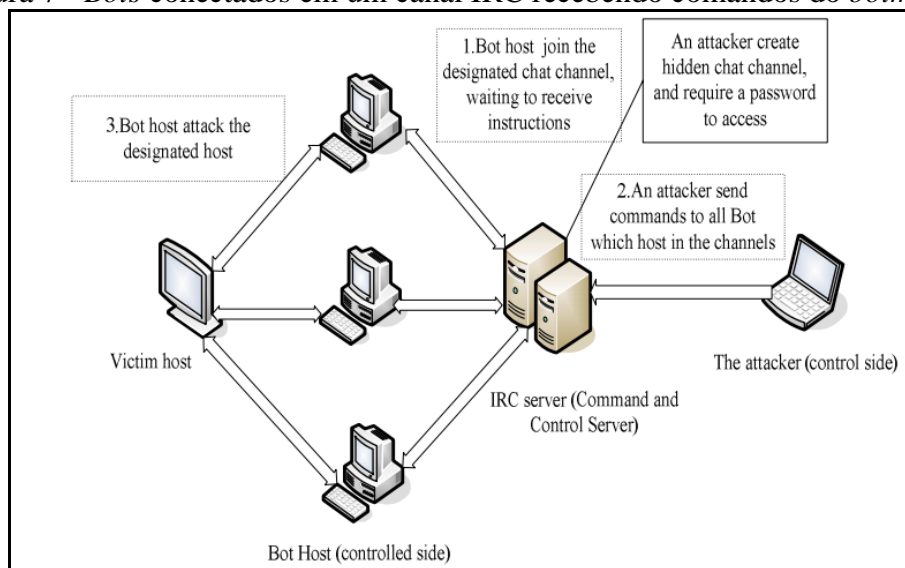 7 - Bots conectados em um canal IRC recebendo comandos do
1.Bot host join the
designated chat channel,
waiting to receive
instructions
An attacker create
hidden chat channel,
and require a password
to access
3.Bot host attack the
designated host
2.An attacker send
commands to all Bot
which host in the channels
Victim host
The attacker (control side)
IRC server (Command and
Control Server)
Bot Host (controlled side)